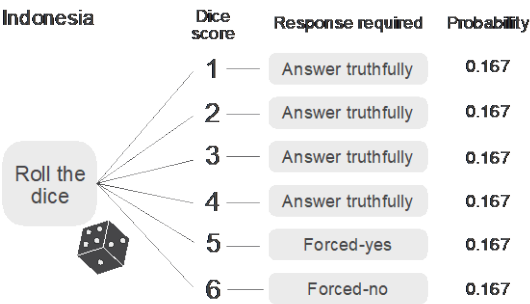 Indonesia
Dice score
Response required
Probability
Roll the dice
1 Answer truthfully 0.167
2 Answer truthfully 0.167
3 Answer truthfully 0.167
4 Answer truthfully 0.167
5 Forced-yes 0.167
6 Forced-no 0.167